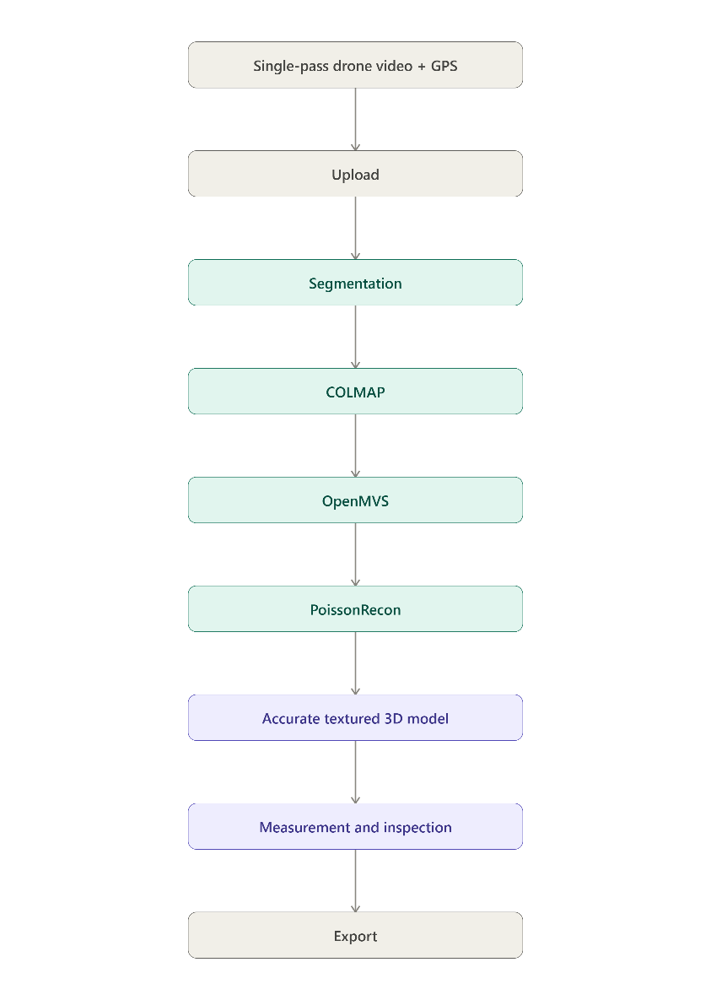 Single-pass drone video + GPS
Upload
Segmentation
COLMAP
OpenMVS
PoissonRecon
Accurate textured 3D model
Measurement and inspection
Export